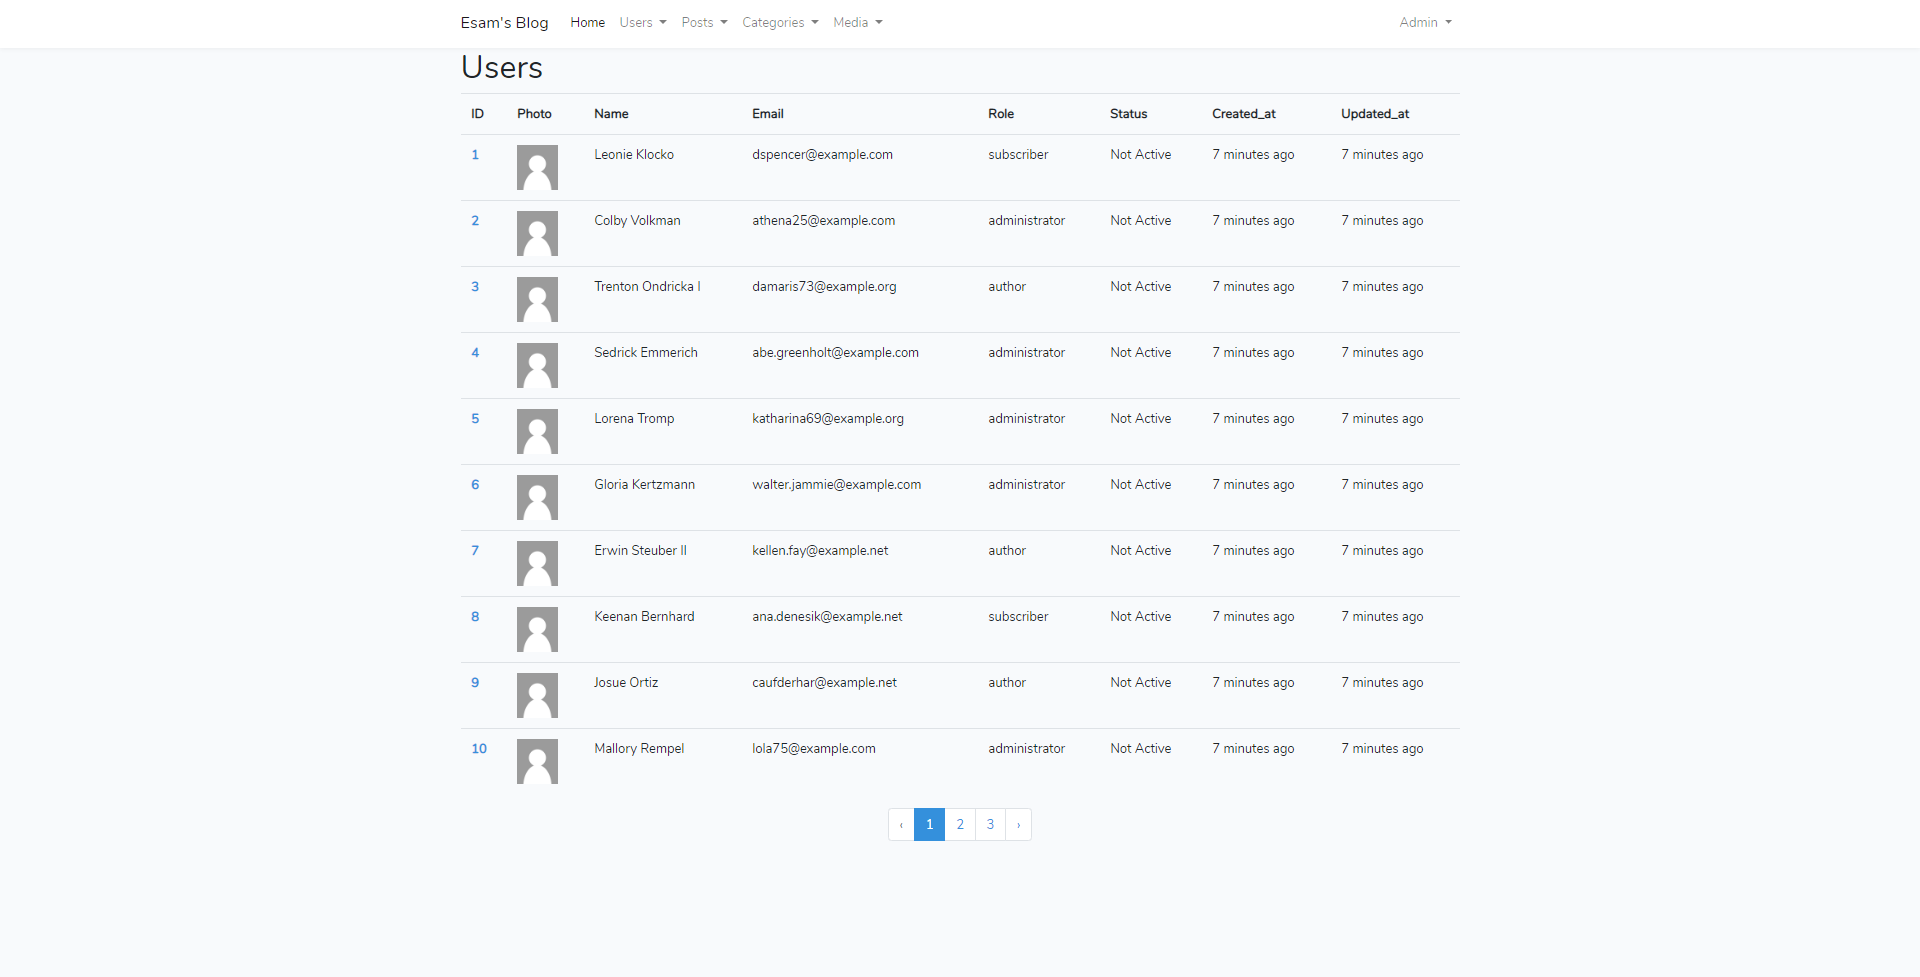 Esam's Blog Home Users Posts Categories Media Admin
Users
ID Photo Name Email Role Status Created_at Updated_at
1 Leonie Klocko dspencer@example.com subscriber Not Active 7 minutes ago 7 minutes ago
2 Colby Volkman athena25@example.com administrator Not Active 7 minutes ago 7 minutes ago
3 Trenton Ondricka I damaris73@example.org author Not Active 7 minutes ago 7 minutes ago
4 Sedrick Emmerich abe.greenholt@example.com administrator Not Active 7 minutes ago 7 minutes ago
5 Lorena Tromp katharina69@example.org administrator Not Active 7 minutes ago 7 minutes ago
6 Gloria Kertzmann walter.jammie@example.com administrator Not Active 7 minutes ago 7 minutes ago
7 Erwin Steuber II kellen.fay@example.net author Not Active 7 minutes ago 7 minutes ago
8 Keenan Bernhard ana.denesik@example.net subscriber Not Active 7 minutes ago 7 minutes ago
9 Josue Ortiz caufderhar@example.net author Not Active 7 minutes ago 7 minutes ago
10 Mallory Rempel lola75@example.com administrator Not Active 7 minutes ago 7 minutes ago
‹ 1 2 3 ›